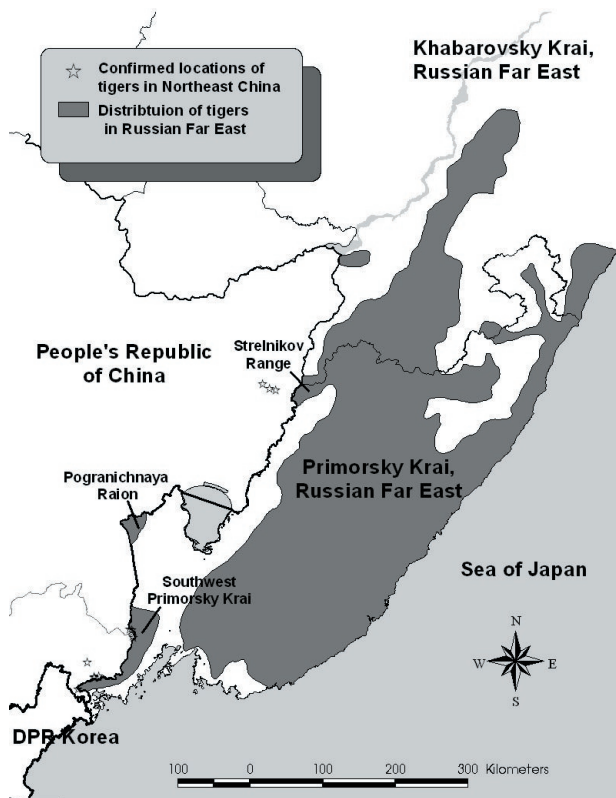 Khabarovsky Krai,
Russian Far East
Confirmed locations of
tigers in Northeast China
Distribtuion of tigers
in Russian Far East
People's Republic
of China
Strelnikov
Range
Primorsky Krai,
Russian Far East
Pogranichnaya
Raion
Southwest
Primorsky Krai
Sea of Japan
N
W E
S
DPR Korea
100 0 100 200 300 Kilometers